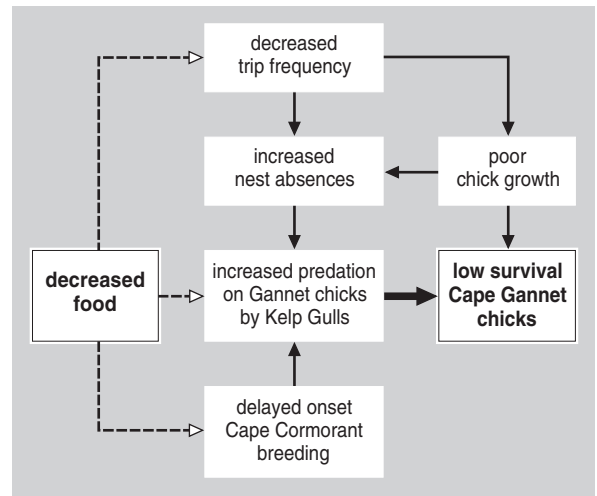 decreased
trip frequency
increased
nest absences
poor
chick growth
decreased
food
increased predation
on Gannet chicks
by Kelp Gulls
low survival
Cape Gannet
chicks
delayed onset
Cape Cormorant
breeding